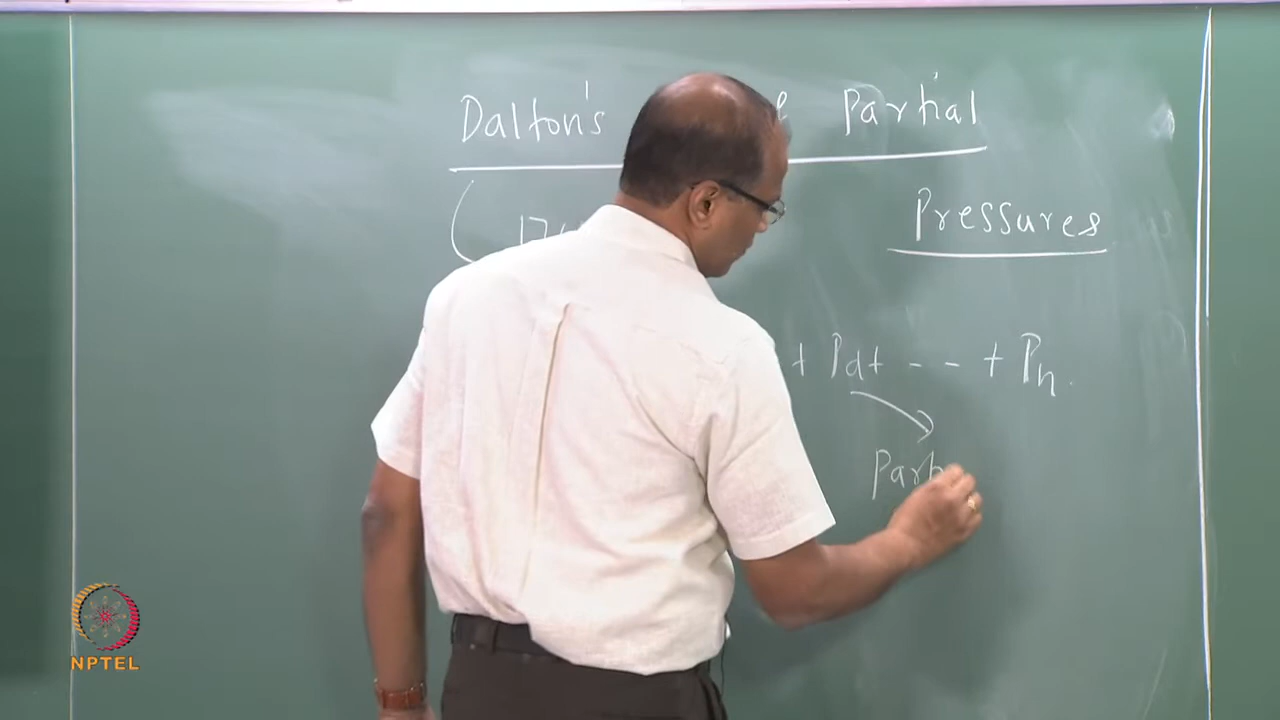 Dalton's Partial
Pressures
+ Pd+ - - + Pn.
Part
NPTEL